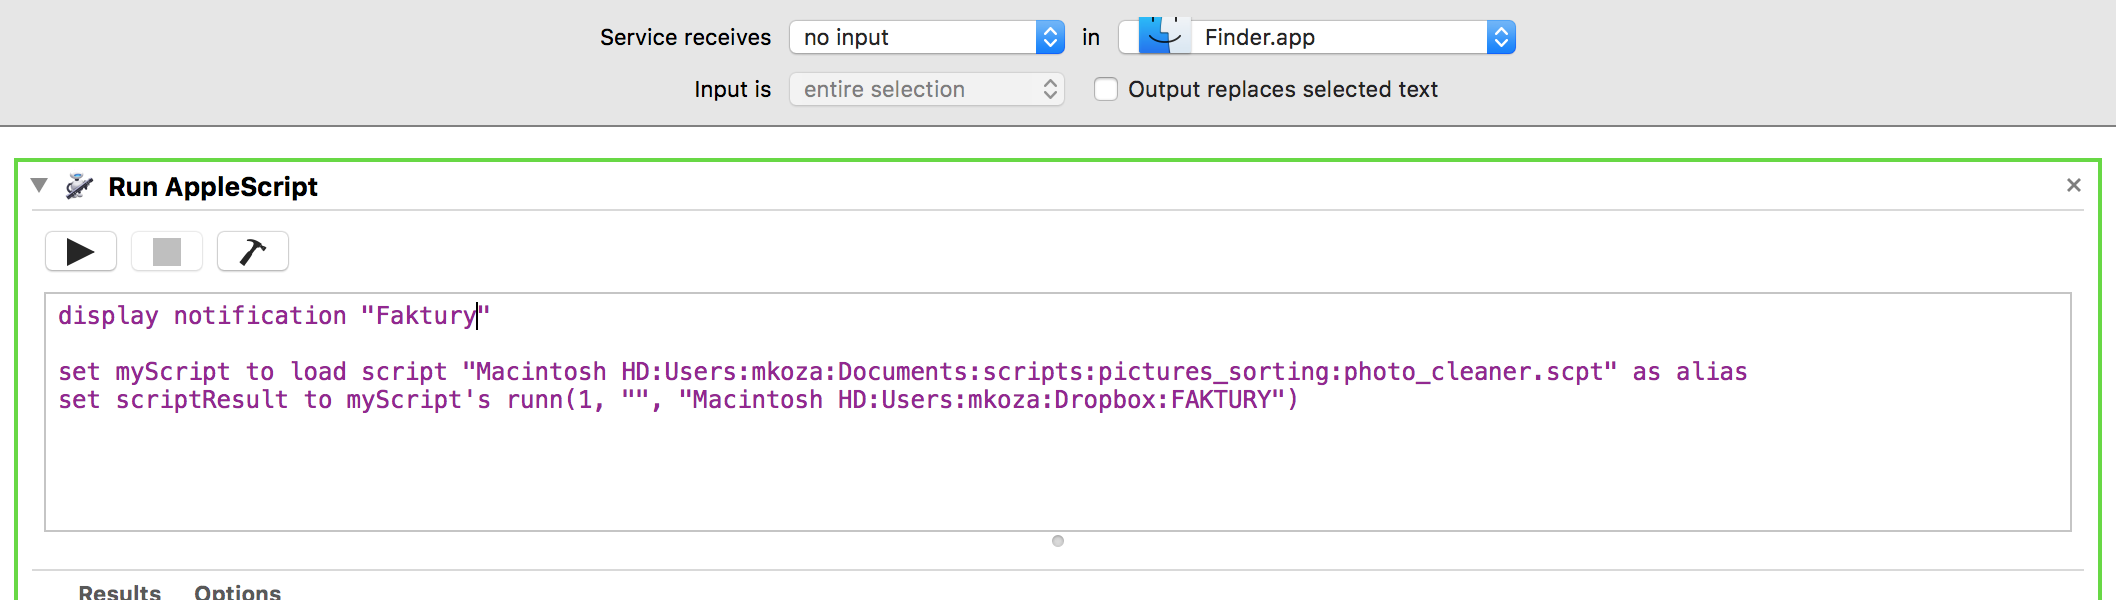 Service receives no input in Finder.app
Input is entire selection Output replaces selected text
Run AppleScript
display notification "Faktury"
set myScript to load script "Macintosh HD:Users:mkoza:Documents:scripts:pictures_sorting:photo_cleaner.scpt" as alias
set scriptResult to myScript's runn(1, "", "Macintosh HD:Users:mkoza:Dropbox:FAKTURY")
Results Options